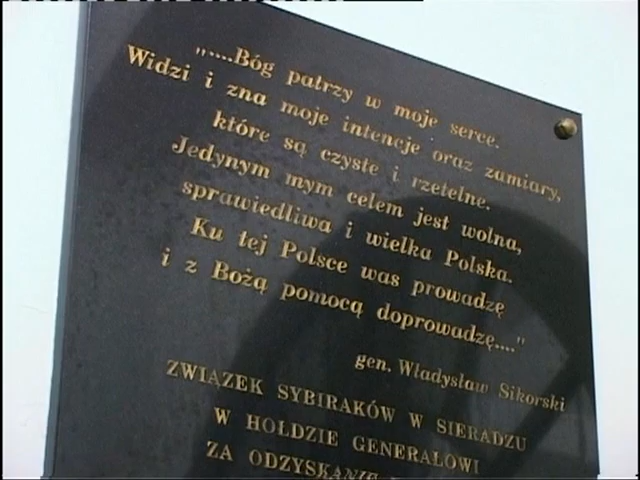 "....Bóg patrzy w moje serce.
Widzi i zna moje intencje oraz zamiary,
które są czyste i rzetelne.
Jedynym mym celem jest wolna,
sprawiedliwa i wielka Polska.
Ku tej Polsce was prowadzę
i z Bożą pomocą doprowadzę...."
gen. Władysław Sikorski
ZWIĄZEK SYBIRAKÓW W SIERADZU
W HOŁDZIE GENERAŁOWI
ZA ODZYSKANIE